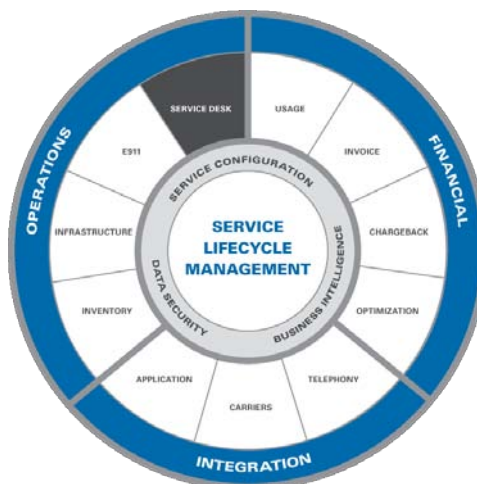 SERVICE DESK
USAGE
E911
INVOICE
INFRASTRUCTURE
CHARGEBACK
INVENTORY
OPTIMIZATION
APPLICATION
CARRIERS
TELEPHONY
OPERATIONS
FINANCIAL
INTEGRATION
SERVICE CONFIGURATION
DATA SECURITY
BUSINESS INTELLIGENCE
SERVICE
LIFECYCLE
MANAGEMENT